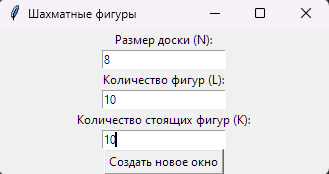 Шахматные фигуры
Размер доски (N):
8
Количество фигур (L):
10
Количество стоящих фигур (K):
10
Создать новое окно